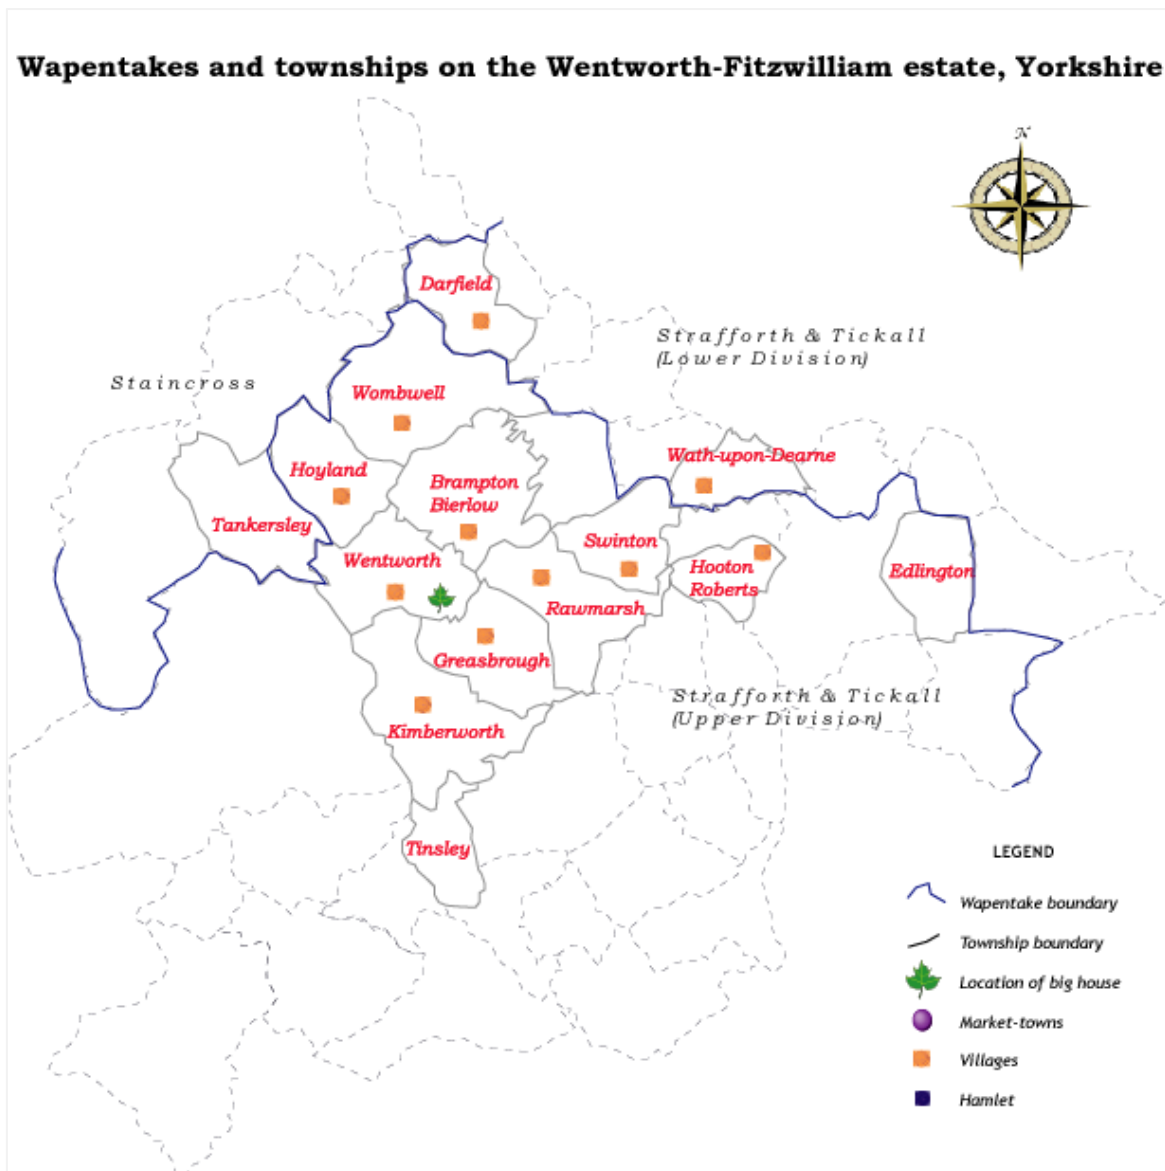 Wapentakes and townships on the Wentworth-Fitzwilliam estate, Yorkshire
N
Darfield
Strafforth & Tickall
(Lower Division)
Staincross
Wombwell
Wath-upon-Dearne
Hoyland
Brampton
Bierlow
Tankersley
Swinton
Wentworth
Hooton
Roberts
Edlington
Rawmarsh
Greasbrough
Strafforth & Tickall
(Upper Division)
Kimberworth
Tinsley
LEGEND
Wapentake boundary
Township boundary
Location of big house
Market-towns
Villages
Hamlet